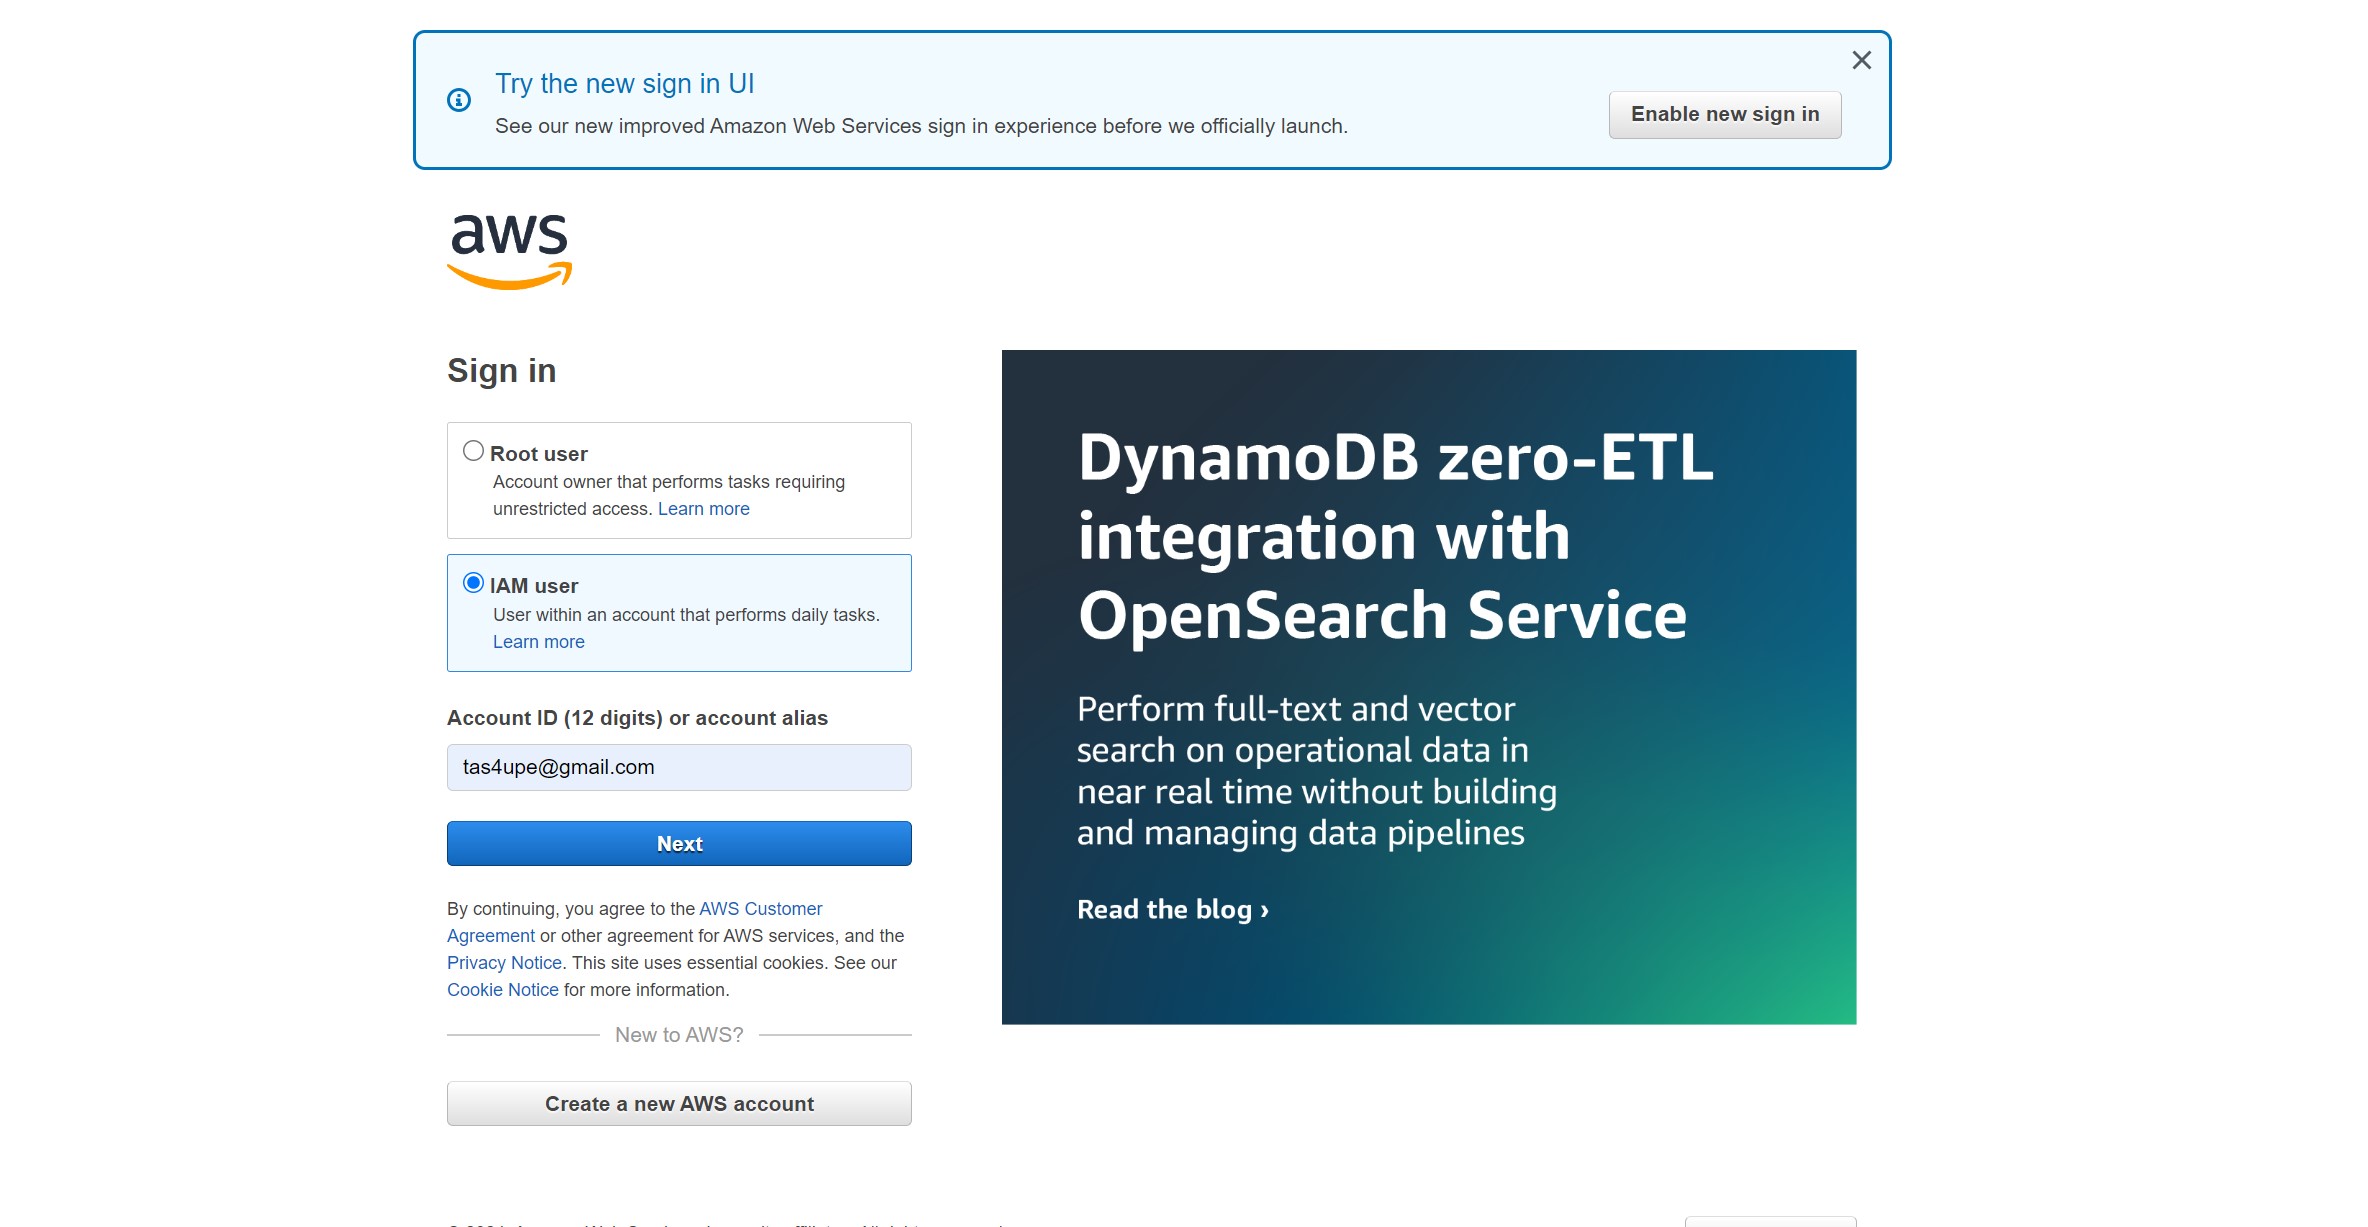 Try the new sign in UI
See our new improved Amazon Web Services sign in experience before we officially launch.
Enable new sign in
aws
Sign in
Root user
Account owner that performs tasks requiring
unrestricted access. Learn more
IAM user
User within an account that performs daily tasks.
Learn more
Account ID (12 digits) or account alias
tas4upe@gmail.com
Next
By continuing, you agree to the AWS Customer
Agreement or other agreement for AWS services, and the
Privacy Notice. This site uses essential cookies. See our
Cookie Notice for more information.
New to AWS?
Create a new AWS account
DynamoDB zero-ETL
integration with
OpenSearch Service
Perform full-text and vector
search on operational data in
near real time without building
and managing data pipelines
Read the blog ›